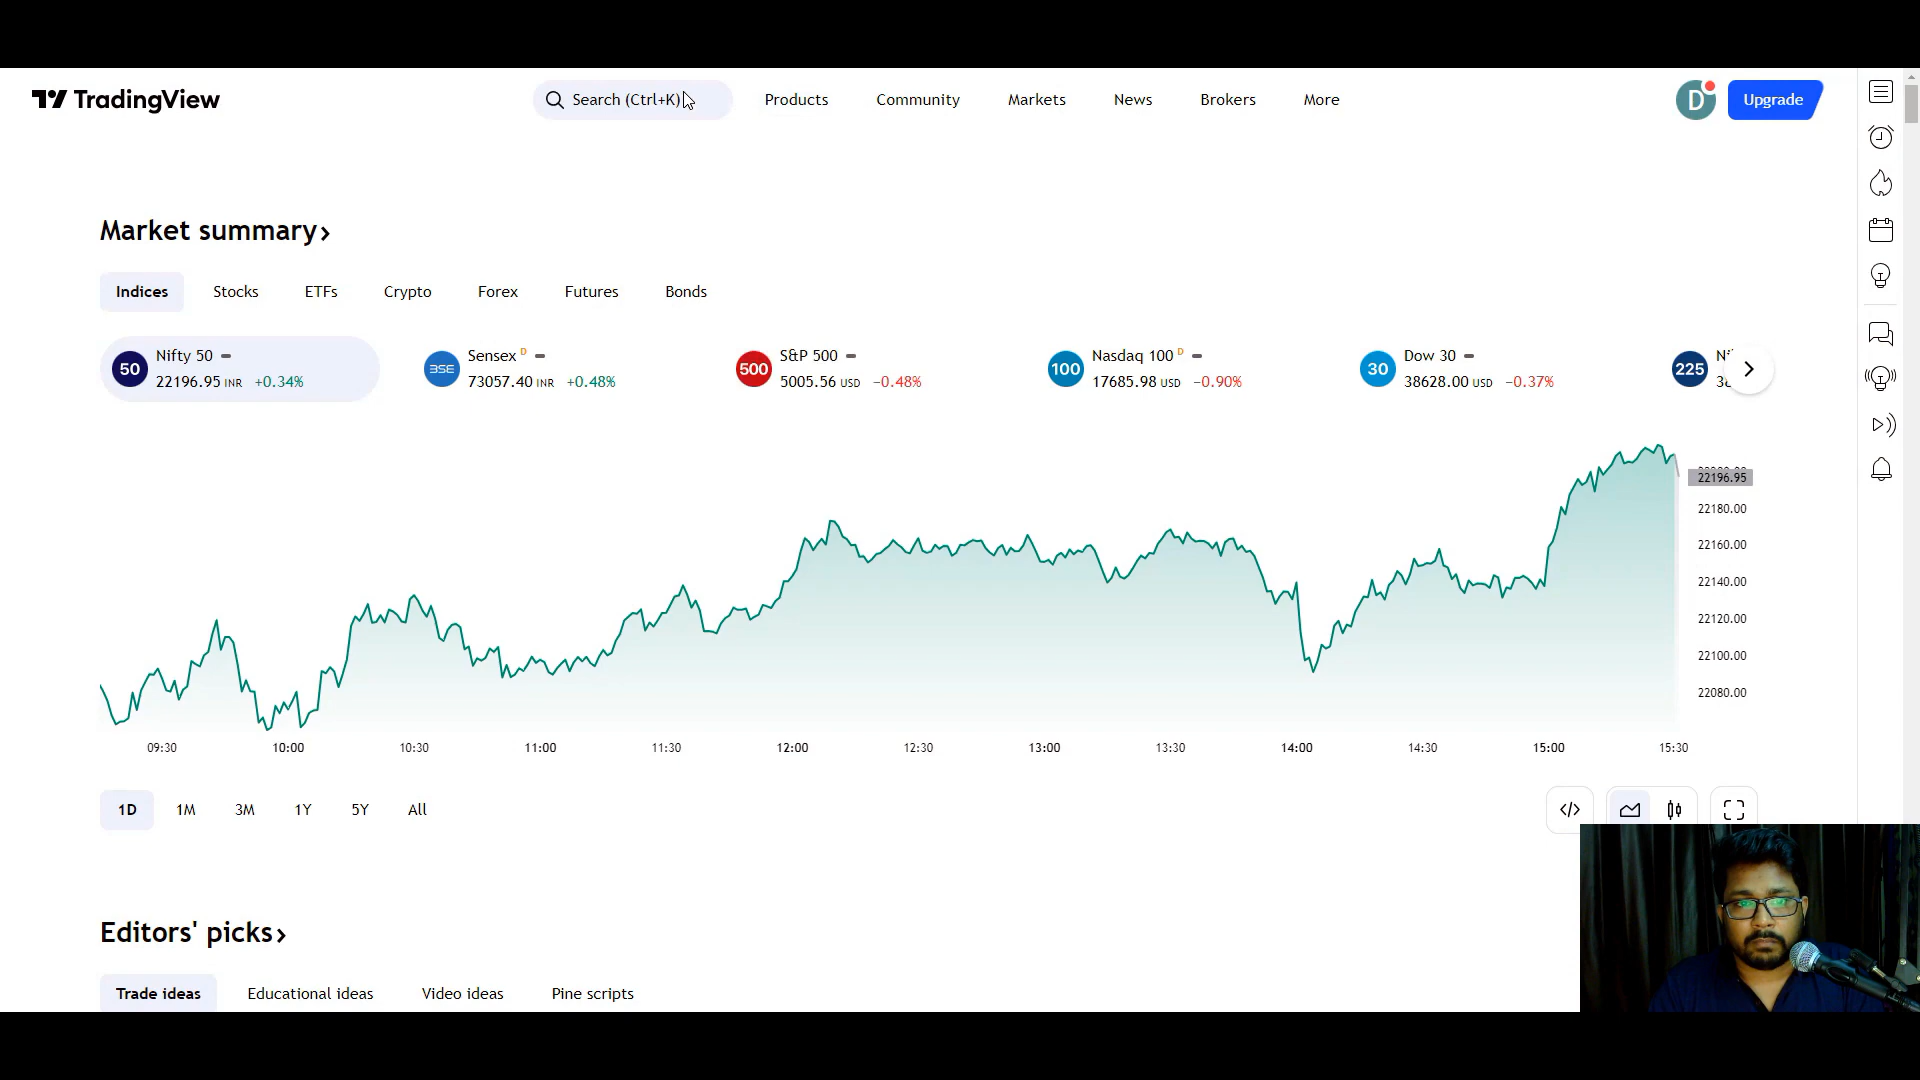 TradingView
Search (Ctrl+K)
Products
Community
Markets
News
Brokers
More
D
Upgrade
Market summary
Indices
Stocks
ETFs
Crypto
Forex
Futures
Bonds
50
Nifty 50
22196.95 INR +0.34%
BSE
Sensex D
73057.40 INR +0.48%
500
S&P 500
5005.56 USD −0.48%
100
Nasdaq 100 D
17685.98 USD −0.90%
30
Dow 30
38628.00 USD −0.37%
225
22196.95
22180.00
22160.00
22140.00
22120.00
22100.00
22080.00
09:30 10:00 10:30 11:00 11:30 12:00 12:30 13:00 13:30 14:00 14:30 15:00 15:30
1D 1M 3M 1Y 5Y All
Editors' picks
Trade ideas
Educational ideas
Video ideas
Pine scripts